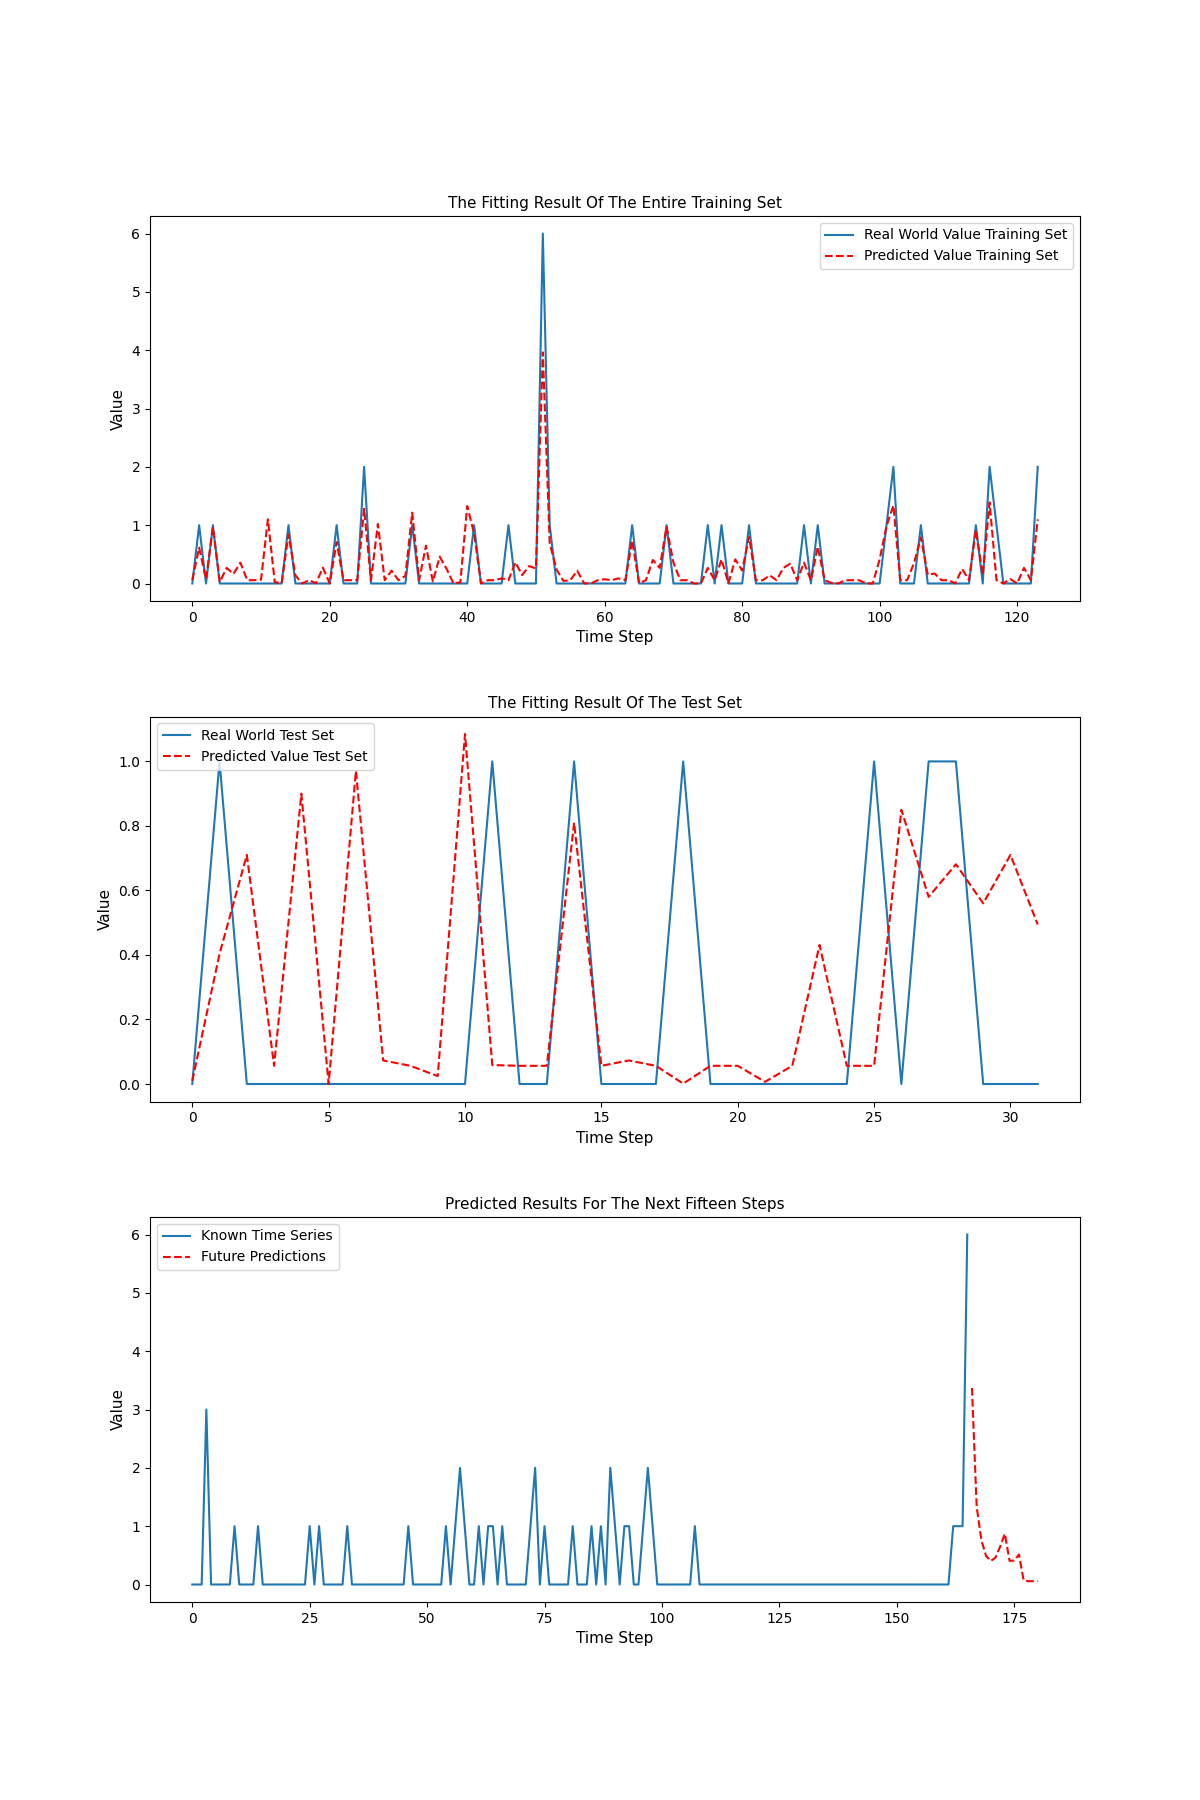 The Fitting Result Of The Entire Training Set
Real World Value Training Set
Predicted Value Training Set
6
5
4
3
2
1
0
Value
0 20 40 60 80 100 120
Time Step
The Fitting Result Of The Test Set
Real World Test Set
Predicted Value Test Set
1.0
0.8
0.6
0.4
0.2
0.0
Value
0 5 10 15 20 25 30
Time Step
Predicted Results For The Next Fifteen Steps
Known Time Series
Future Predictions
6
5
4
3
2
1
0
Value
0 25 50 75 100 125 150 175
Time Step